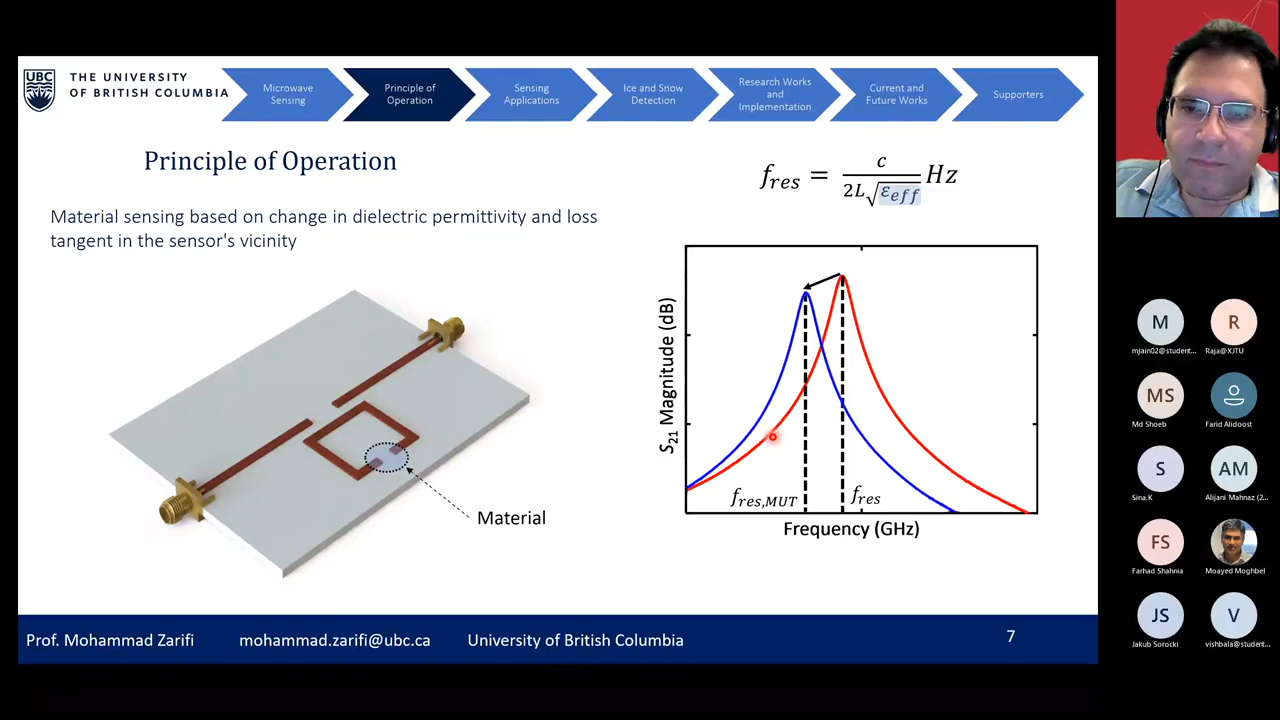 UBC
THE UNIVERSITY
OF BRITISH COLUMBIA
Microwave
Sensing
Principle of
Operation
Sensing
Applications
Ice and Snow
Detection
Research Works
and
Implementation
Current and
Future Works
Supporters
Principle of Operation
f_res = c / 2L√ε_eff Hz
Material sensing based on change in dielectric permittivity and loss
tangent in the sensor's vicinity
Material
S21 Magnitude (dB)
f_res,MUT
f_res
Frequency (GHz)
Prof. Mohammad Zarifi
mohammad.zarifi@ubc.ca
University of British Columbia
7
M
mjain02@student...
R
Raja@XJTU
MS
Md Shoeb
Farid Alidoost
S
Sina.K
AM
Alijani Mahnaz (2...
FS
Farhad Shahnia
Moayed Moghbel
JS
Jakub Sorocki
V
vishbala@student...